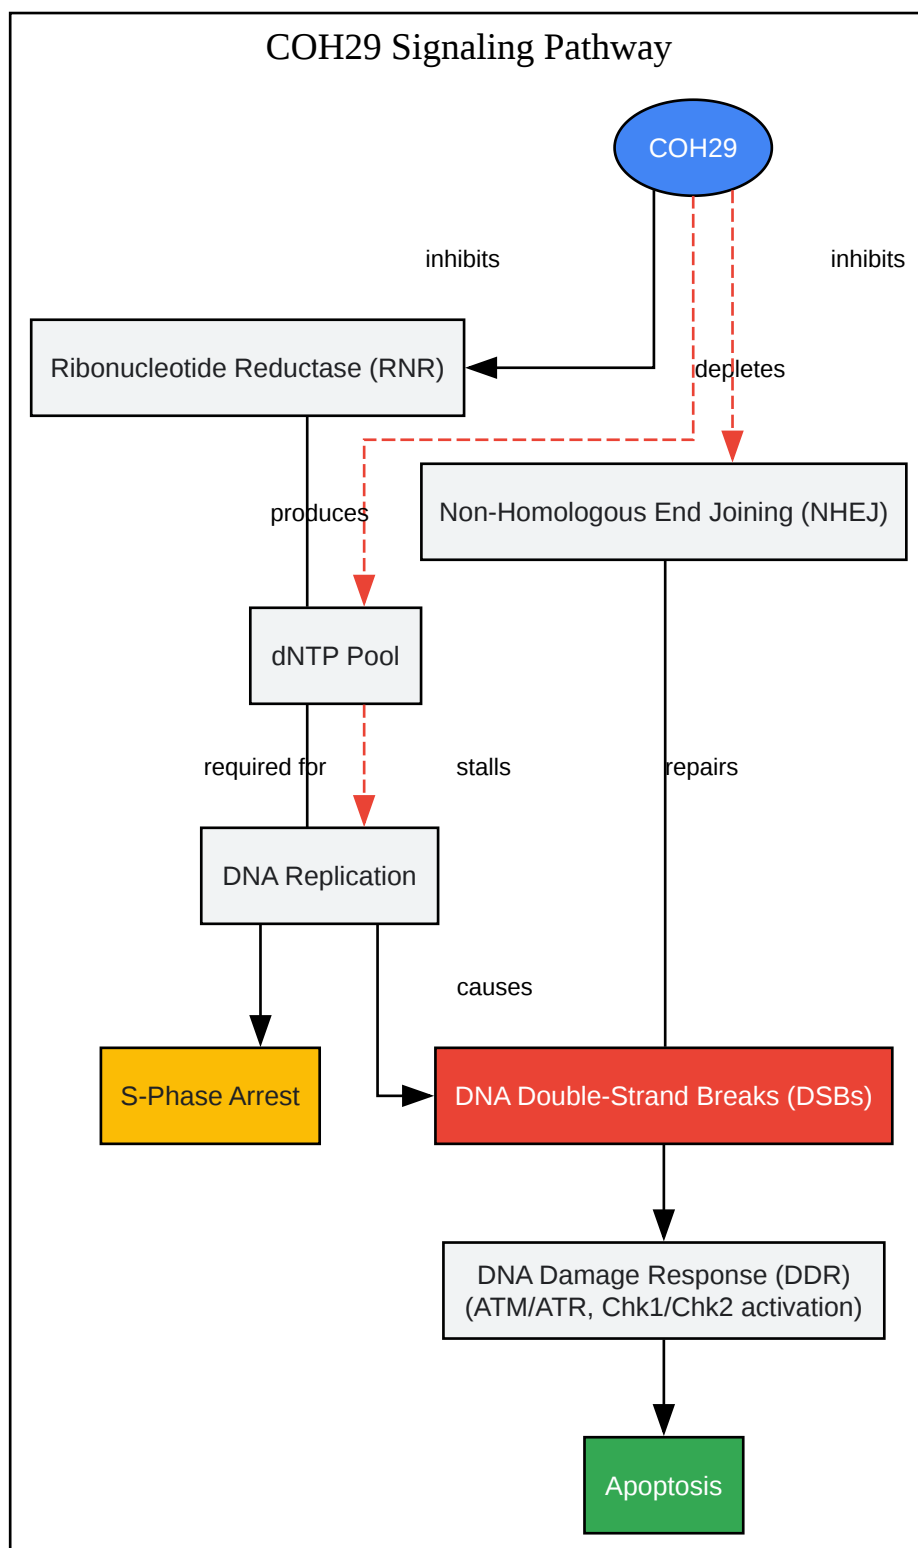 COH29 Signaling Pathway
COH29
inhibits
inhibits
Ribonucleotide Reductase (RNR)
depletes
produces
Non-Homologous End Joining (NHEJ)
dNTP Pool
required for
stalls
repairs
DNA Replication
causes
S-Phase Arrest
DNA Double-Strand Breaks (DSBs)
DNA Damage Response (DDR)
(ATM/ATR, Chk1/Chk2 activation)
Apoptosis